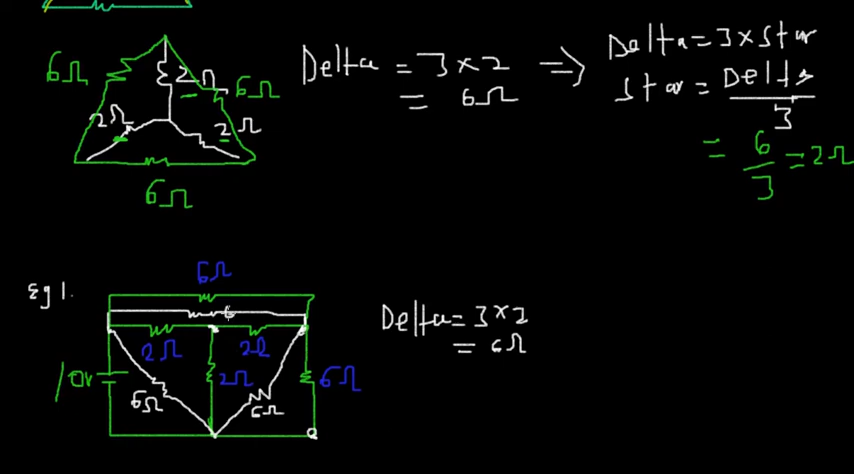 6Ω
2Ω
6Ω
2Ω
2Ω
6Ω
Delta = 3×2
= 6Ω
⇒
Delta = 3×star
star = Delta
3
= 6
3
= 2Ω
Eg 1.
6Ω
6
2Ω
2Ω
10v
6Ω
2Ω
6Ω
6Ω
Delta = 3×2
= 6Ω